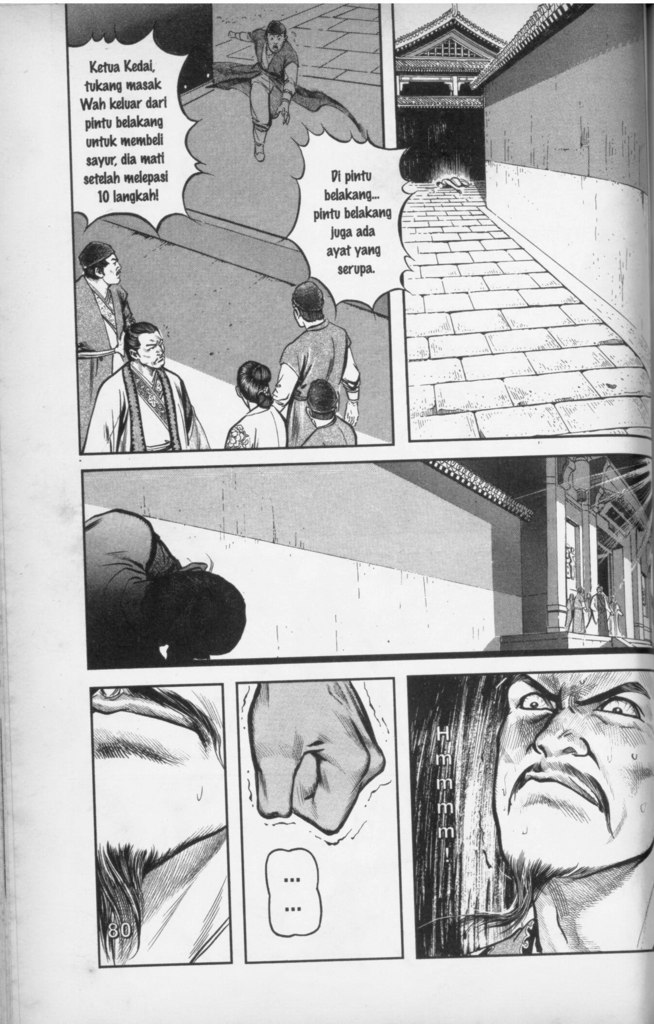 Ketua Kedai,
tukang masak
Wah keluar dari
pintu belakang
untuk membeli
sayur, dia mati
setelah melepasi
10 langkah!
Di pintu
belakang...
pintu belakang
juga ada
ayat yang
serupa.
Hmmmm!
...
...
80